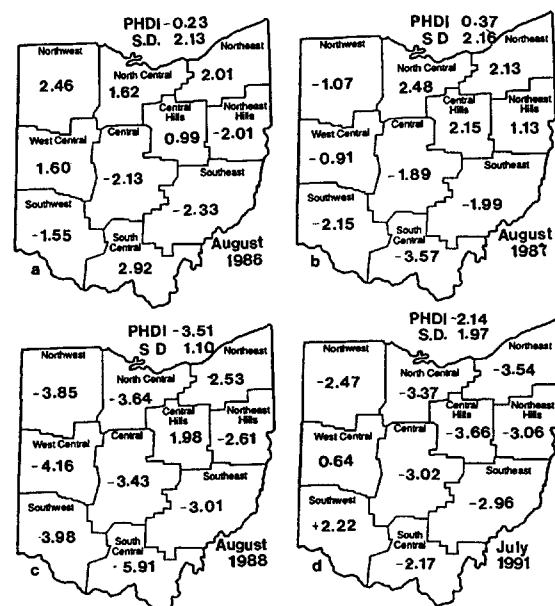 PHDI -0.23
S.D. 2.13
Northwest
Northeast
North Central
2.46
1.62
2.01
Central
Hills
Northeast
Hills
0.99
-2.01
West Central
Central
1.60
-2.13
Southeast
Southwest
-2.33
-1.55
South
Central
2.92
August
1986
a
PHDI 0.37
S D 2.16
Northwest
Northeast
North Central
-1.07
2.48
2.13
Central
Hills
Northeast
Hills
2.15
1.13
West Central
Central
-0.91
-1.89
Southeast
Southwest
-1.99
-2.15
South
Central
-3.57
August
1987
b
PHDI -3.51
S D 1.10
Northwest
Northeast
North Central
-3.85
-3.64
-2.53
Central
Hills
Northeast
Hills
1.98
-2.61
West Central
Central
-4.16
-3.43
Southeast
Southwest
-3.01
-3.98
South
Central
-5.91
August
1988
c
PHDI -2.14
S.D. 1.97
Northwest
Northeast
North Central
-2.47
-3.37
-3.54
Central
Hills
Northeast
Hills
-3.66
-3.06
West Central
Central
0.64
-3.02
Southeast
Southwest
-2.96
+2.22
South
Central
-2.17
July
1991
d